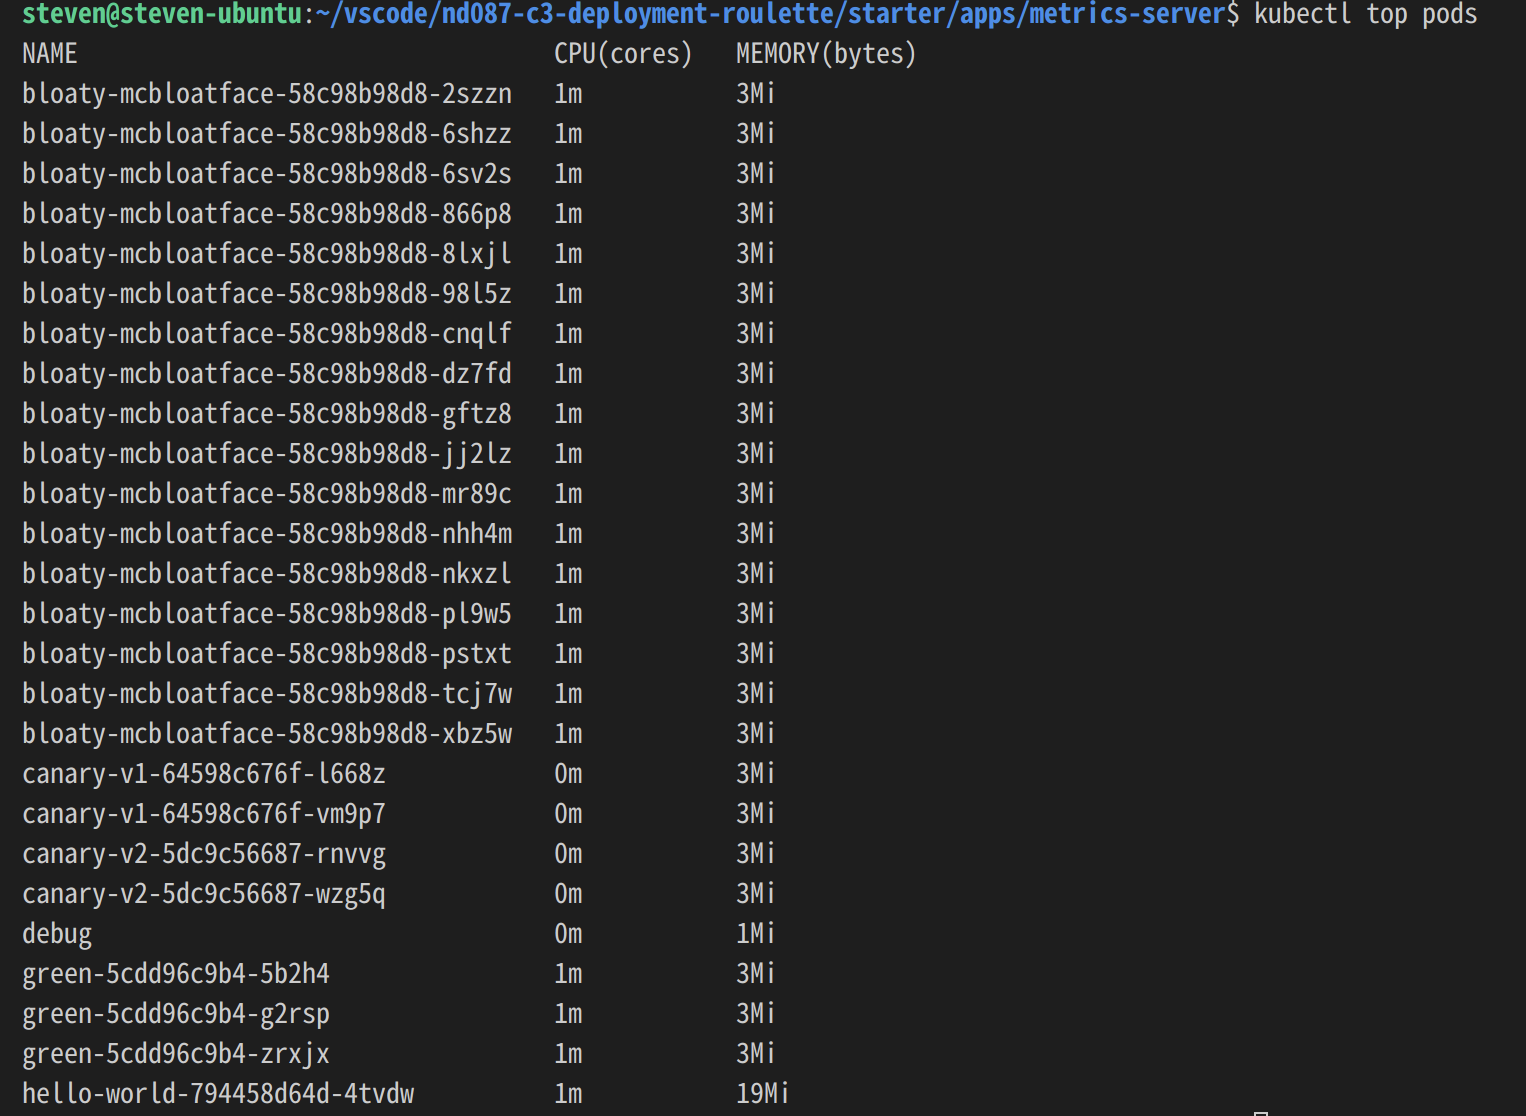 steven@steven-ubuntu:~/vscode/nd087-c3-deployment-roulette/starter/apps/metrics-server$ kubectl top pods
NAME CPU(cores) MEMORY(bytes)
bloaty-mcbloatface-58c98b98d8-2szzn 1m 3Mi
bloaty-mcbloatface-58c98b98d8-6shzz 1m 3Mi
bloaty-mcbloatface-58c98b98d8-6sv2s 1m 3Mi
bloaty-mcbloatface-58c98b98d8-866p8 1m 3Mi
bloaty-mcbloatface-58c98b98d8-8lxjl 1m 3Mi
bloaty-mcbloatface-58c98b98d8-98l5z 1m 3Mi
bloaty-mcbloatface-58c98b98d8-cnqlf 1m 3Mi
bloaty-mcbloatface-58c98b98d8-dz7fd 1m 3Mi
bloaty-mcbloatface-58c98b98d8-gftz8 1m 3Mi
bloaty-mcbloatface-58c98b98d8-jj2lz 1m 3Mi
bloaty-mcbloatface-58c98b98d8-mr89c 1m 3Mi
bloaty-mcbloatface-58c98b98d8-nhh4m 1m 3Mi
bloaty-mcbloatface-58c98b98d8-nkxzl 1m 3Mi
bloaty-mcbloatface-58c98b98d8-pl9w5 1m 3Mi
bloaty-mcbloatface-58c98b98d8-pstxt 1m 3Mi
bloaty-mcbloatface-58c98b98d8-tcj7w 1m 3Mi
bloaty-mcbloatface-58c98b98d8-xbz5w 1m 3Mi
canary-v1-64598c676f-l668z 0m 3Mi
canary-v1-64598c676f-vm9p7 0m 3Mi
canary-v2-5dc9c56687-rnvvg 0m 3Mi
canary-v2-5dc9c56687-wzg5q 0m 3Mi
debug 0m 1Mi
green-5cdd96c9b4-5b2h4 1m 3Mi
green-5cdd96c9b4-g2rsp 1m 3Mi
green-5cdd96c9b4-zrxjx 1m 3Mi
hello-world-794458d64d-4tvdw 1m 19Mi